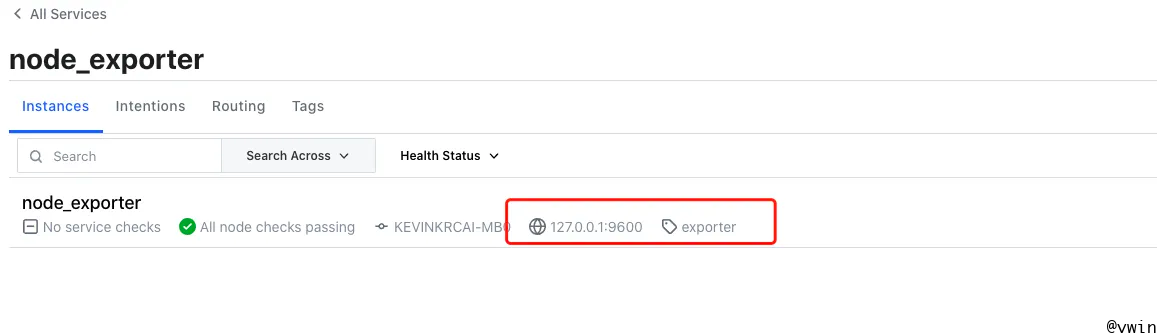 All Services
node_exporter
Instances Intentions Routing Tags
Search Search Across Health Status
node_exporter
No service checks All node checks passing KEVINKRCAI-MB0 127.0.0.1:9600 exporter
@vwin